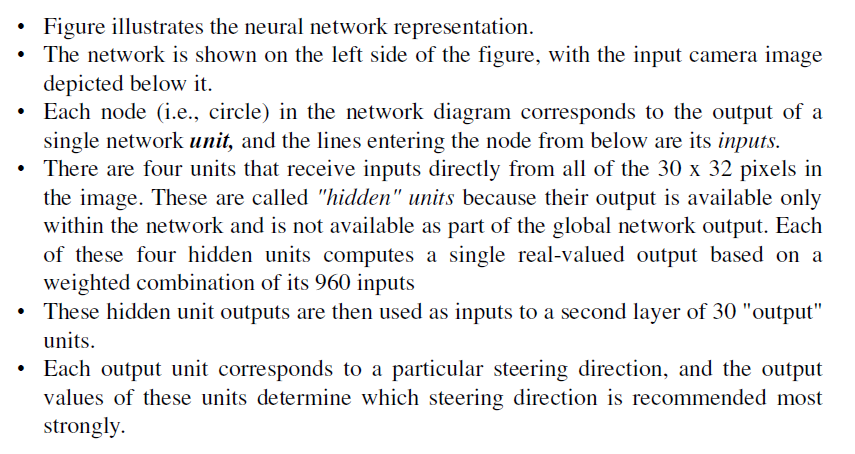 • Figure illustrates the neural network representation.
• The network is shown on the left side of the figure, with the input camera image
depicted below it.
• Each node (i.e., circle) in the network diagram corresponds to the output of a
single network unit, and the lines entering the node from below are its inputs.
• There are four units that receive inputs directly from all of the 30 x 32 pixels in
the image. These are called "hidden" units because their output is available only
within the network and is not available as part of the global network output. Each
of these four hidden units computes a single real-valued output based on a
weighted combination of its 960 inputs
• These hidden unit outputs are then used as inputs to a second layer of 30 "output"
units.
• Each output unit corresponds to a particular steering direction, and the output
values of these units determine which steering direction is recommended most
strongly.